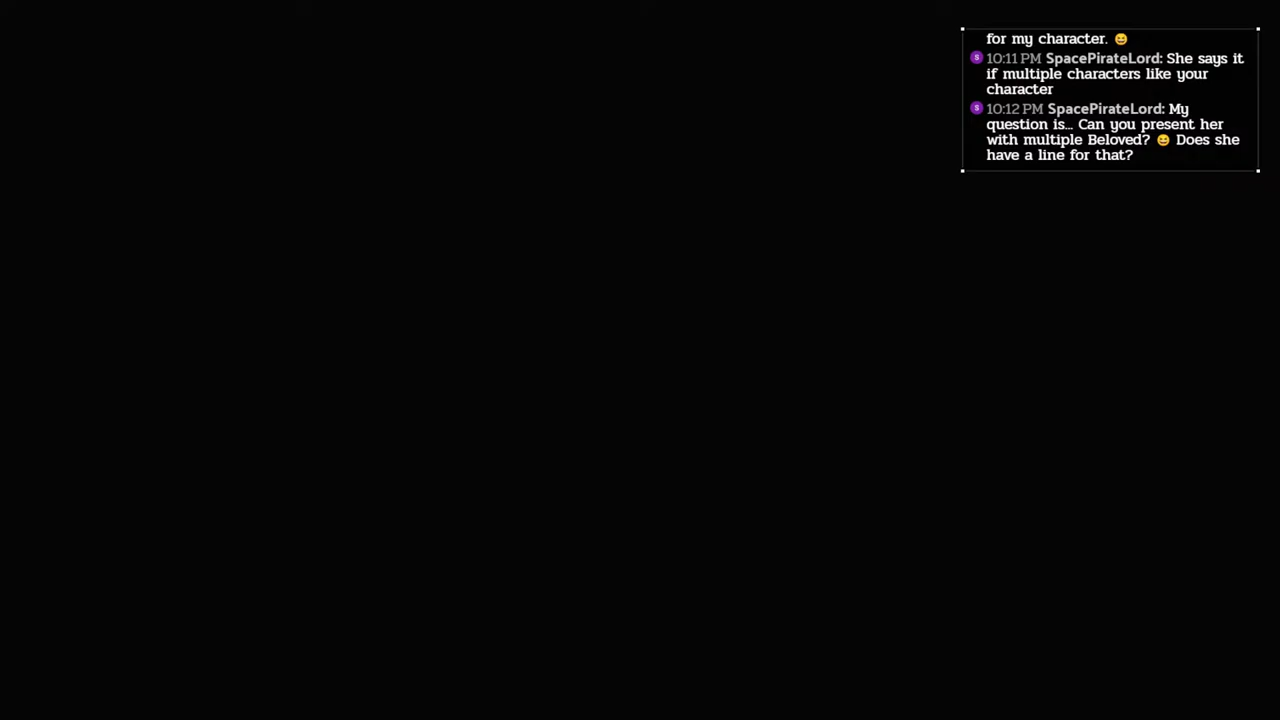 for my character. 😀
S 10:11 PM SpacePirateLord: She says it
if multiple characters like your
character
S 10:12 PM SpacePirateLord: My
question is... Can you present her
with multiple Beloved? 😀 Does she
have a line for that?